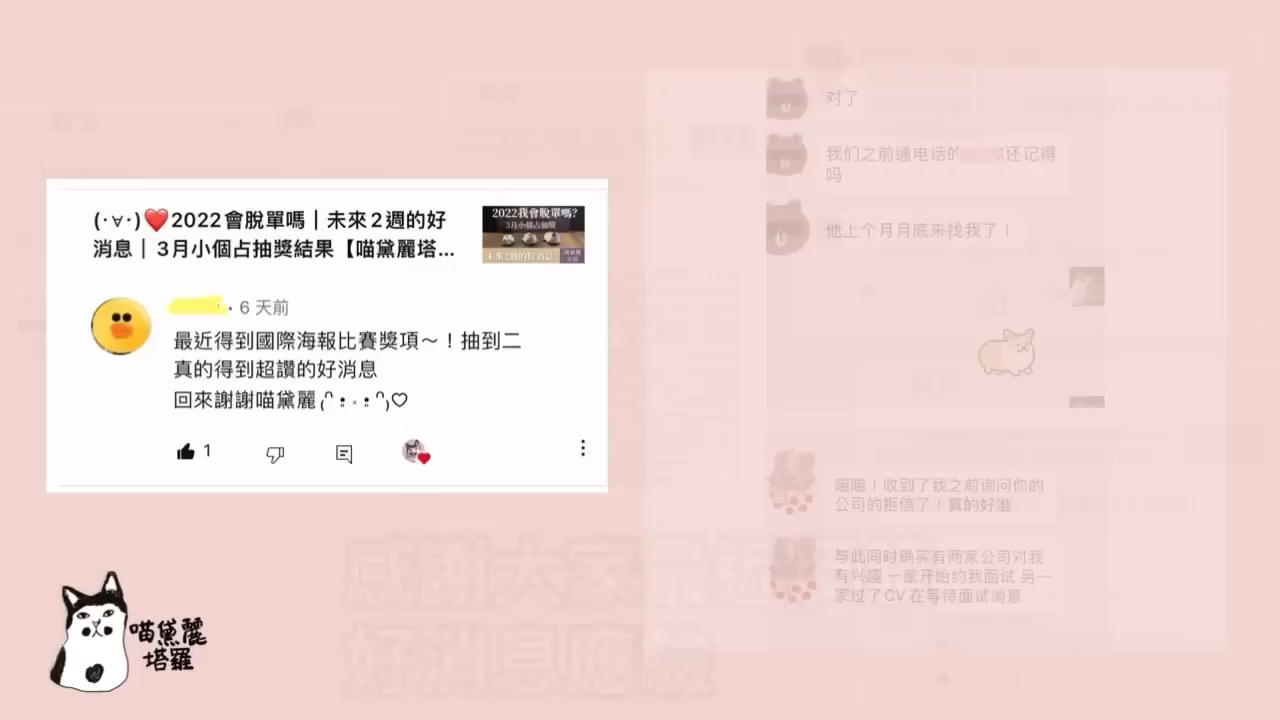 (·∀·)❤️2022會脫單嗎｜未來2週的好
消息｜3月小個占抽獎結果【喵黛麗塔...
2022我會脫單嗎?
3月小個占抽獎
未來2週的好消息
· 6 天前
最近得到國際海報比賽獎項～！抽到二
真的得到超讚的好消息
回來謝謝喵黛麗(ᐢ • ˕ • ᐢ)♡
1
喵黛麗
塔羅
对了
我们之前通电话的 你还记得
吗
他上个月月底来找我了！
喵喵！收到了我之前询问你的
公司的拒信了！真的好准
与此同时确实有两家公司对我
有兴趣 一家开始约我面试 另一
家过了CV在等待面试消息
感謝大家最近
好消息應驗